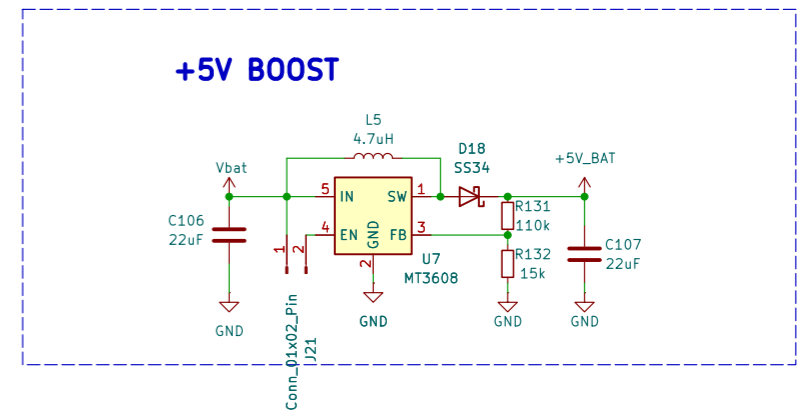 +5V BOOST
L5
4.7uH
D18
SS34
+5V_BAT
Vbat
5 IN SW 1
R131
110k
C106
22uF
4 EN GND FB 3
1 2
2
U7
MT3608
R132
15k
C107
22uF
GND
GND
GND
GND
Conn_01x02_Pin
J21